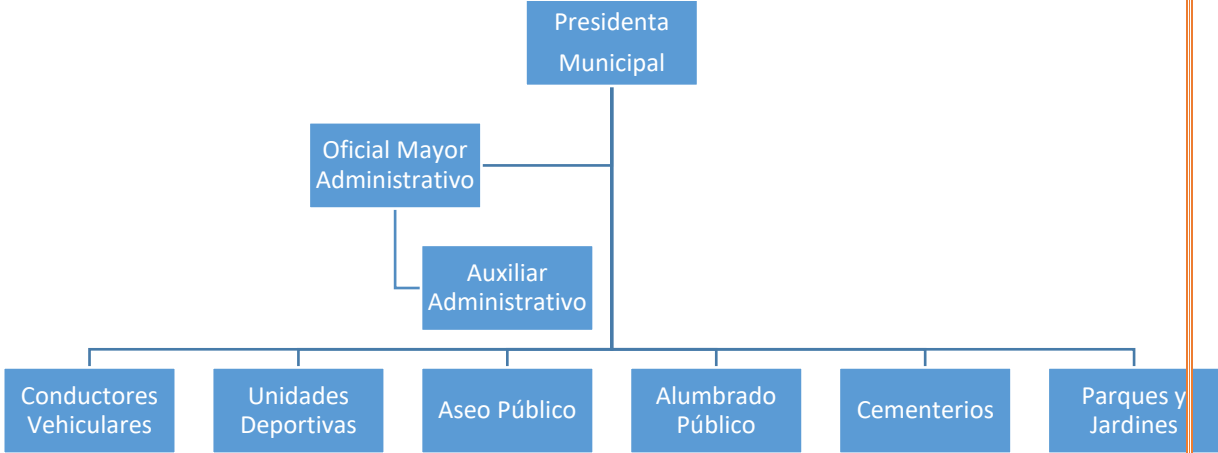 Presidenta
Municipal
Oficial Mayor
Administrativo
Auxiliar
Administrativo
Conductores
Vehiculares
Unidades
Deportivas
Aseo Público
Alumbrado
Público
Cementerios
Parques y
Jardines